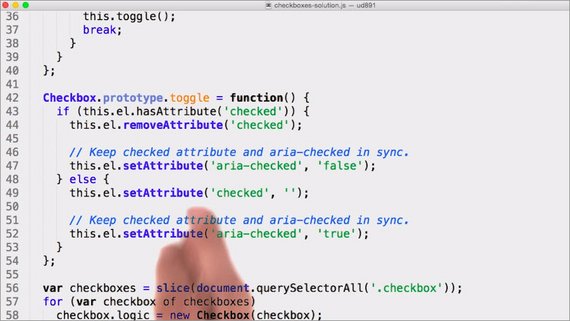 checkboxes-solution.js — ud891
36 this.toggle();
37 break;
38 }
39 }
40 };
41
42 Checkbox.prototype.toggle = function() {
43 if (this.el.hasAttribute('checked')) {
44 this.el.removeAttribute('checked');
45
46 // Keep checked attribute and aria-checked in sync.
47 this.el.setAttribute('aria-checked', 'false');
48 } else {
49 this.el.setAttribute('checked', '');
50
51 // Keep checked attribute and aria-checked in sync.
52 this.el.setAttribute('aria-checked', 'true');
53 }
54 };
55
56 var checkboxes = slice(document.querySelectorAll('.checkbox'));
57 for (var checkbox of checkboxes)
58 checkbox.logic = new Checkbox(checkbox);